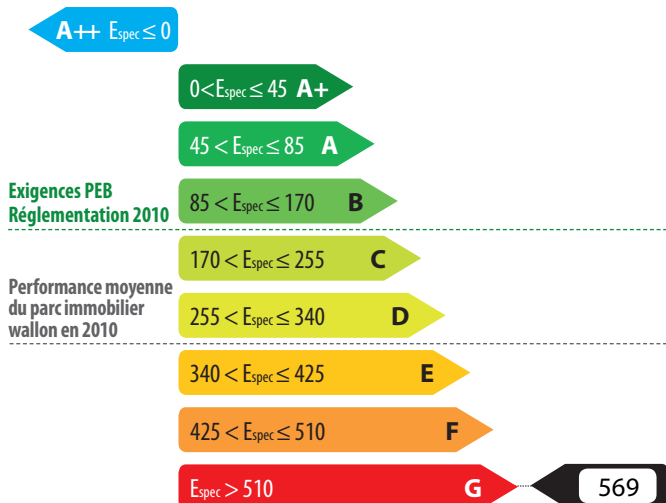 A++ Espec ≤ 0
0 < Espec ≤ 45 A+
45 < Espec ≤ 85 A
Exigences PEB
Réglementation 2010
85 < Espec ≤ 170 B
170 < Espec ≤ 255 C
Performance moyenne
du parc immobilier
wallon en 2010
255 < Espec ≤ 340 D
340 < Espec ≤ 425 E
425 < Espec ≤ 510 F
Espec > 510 G
569